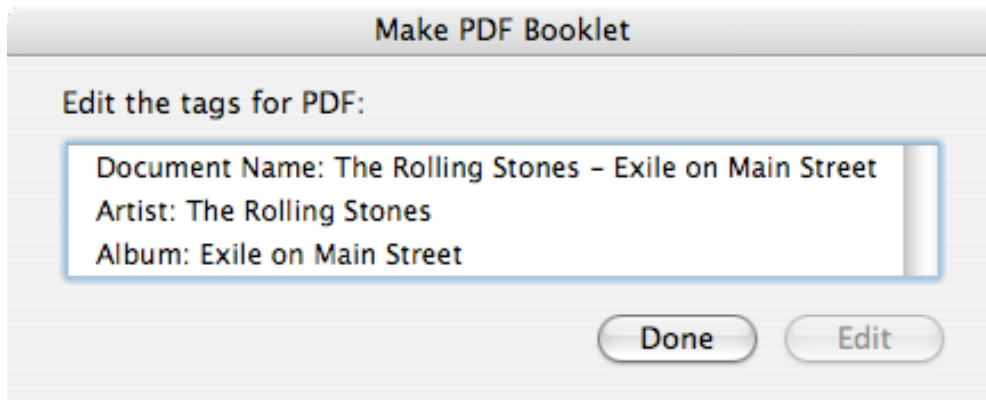 Make PDF Booklet
Edit the tags for PDF:
Document Name: The Rolling Stones – Exile on Main Street
Artist: The Rolling Stones
Album: Exile on Main Street
Done Edit